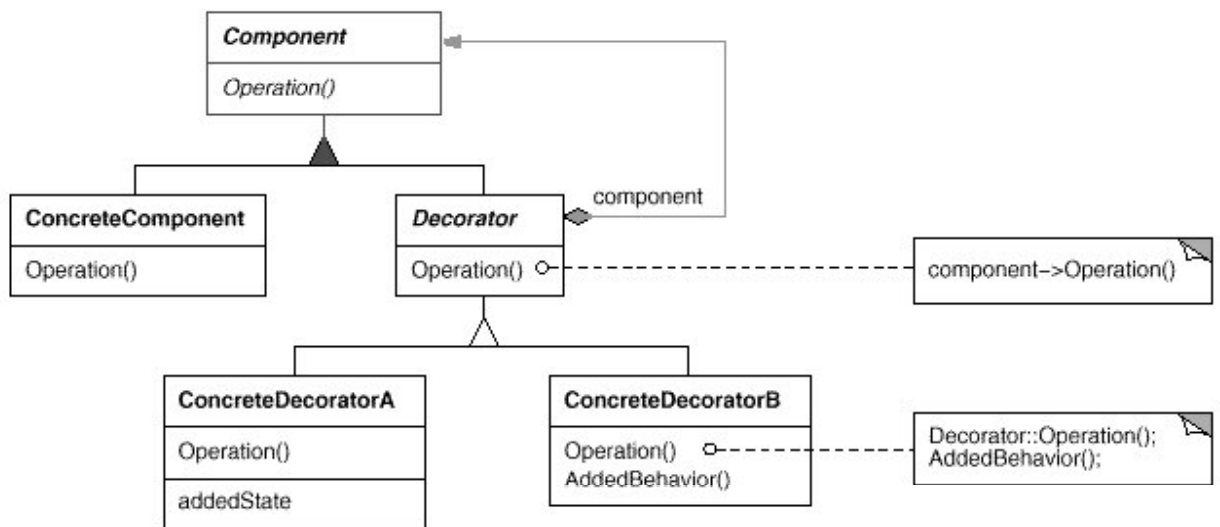 Component
Operation()
component
ConcreteComponent
Operation()
Decorator
Operation()
component->Operation()
ConcreteDecoratorA
Operation()
addedState
ConcreteDecoratorB
Operation()
AddedBehavior()
Decorator::Operation();
AddedBehavior();